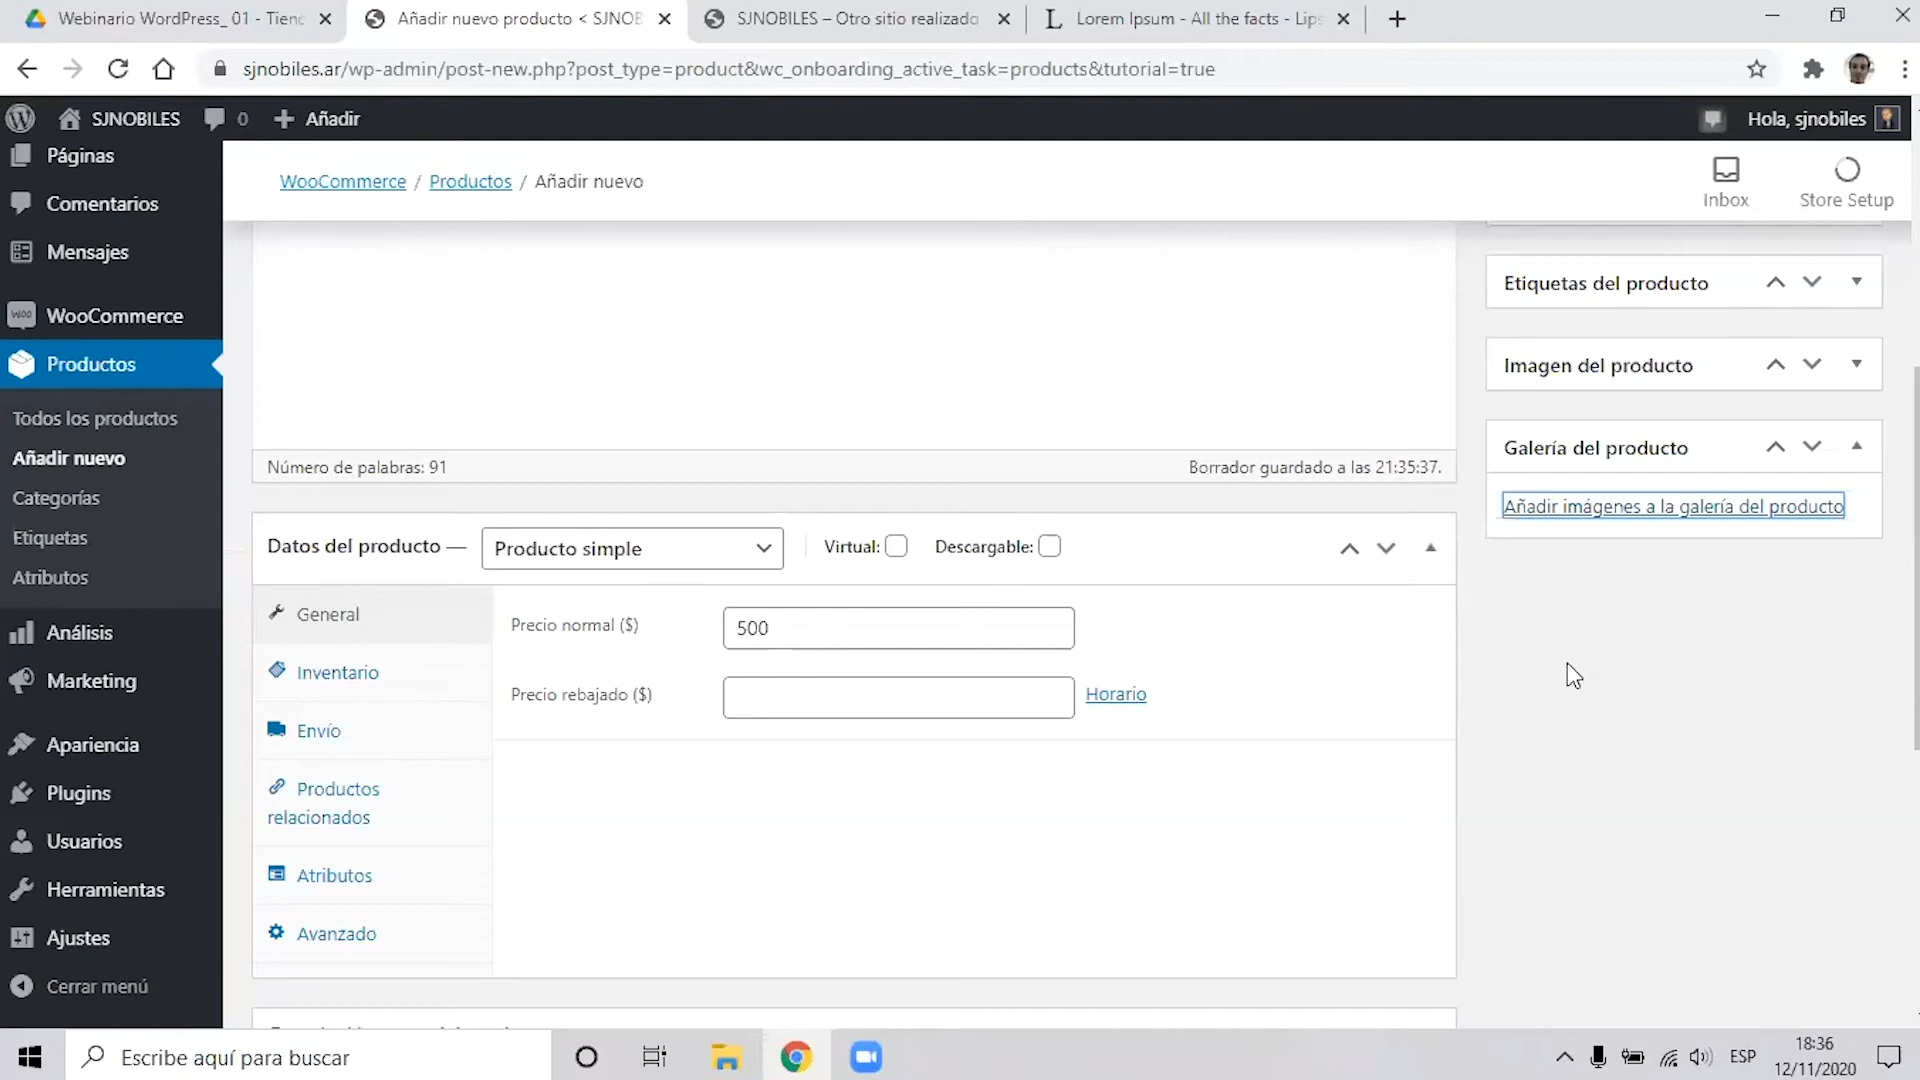 Webinario WordPress_ 01 - Tienc
Añadir nuevo producto < SJNOB
SJNOBILES – Otro sitio realizado
Lorem Ipsum - All the facts - Lips
sjnobiles.ar/wp-admin/post-new.php?post_type=product&wc_onboarding_active_task=products&tutorial=true
SJNOBILES
0
Añadir
Hola, sjnobiles
Páginas
Comentarios
Mensajes
WooCommerce
Productos
Todos los productos
Añadir nuevo
Categorías
Etiquetas
Atributos
Análisis
Marketing
Apariencia
Plugins
Usuarios
Herramientas
Ajustes
Cerrar menú
WooCommerce / Productos / Añadir nuevo
Inbox
Store Setup
Número de palabras: 91
Borrador guardado a las 21:35:37.
Datos del producto — Producto simple
Virtual:
Descargable:
General
Inventario
Envío
Productos
relacionados
Atributos
Avanzado
Precio normal ($)
500
Precio rebajado ($)
Horario
Etiquetas del producto
Imagen del producto
Galería del producto
Añadir imágenes a la galería del producto
Escribe aquí para buscar
ESP
18:36
12/11/2020